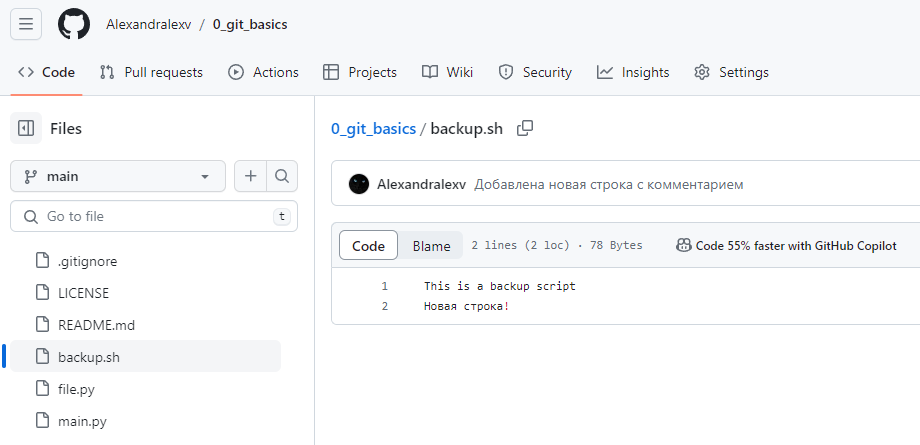 Alexandralexv / 0_git_basics
Code Pull requests Actions Projects Wiki Security Insights Settings
Files
main
Go to file t
.gitignore
LICENSE
README.md
backup.sh
file.py
main.py
0_git_basics / backup.sh
Alexandralexv Добавлена новая строка с комментарием
Code Blame 2 lines (2 loc) · 78 Bytes Code 55% faster with GitHub Copilot
1 This is a backup script
2 Новая строка!